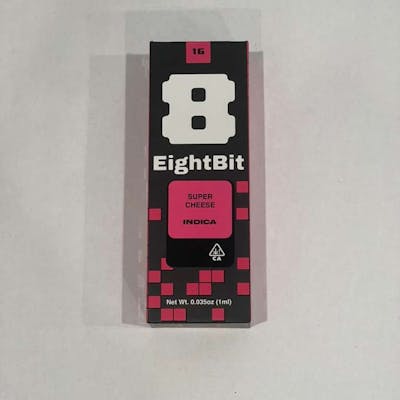 1G
8
EightBit
SUPER
CHEESE
INDICA
CA
Net Wt. 0.035oz (1ml)